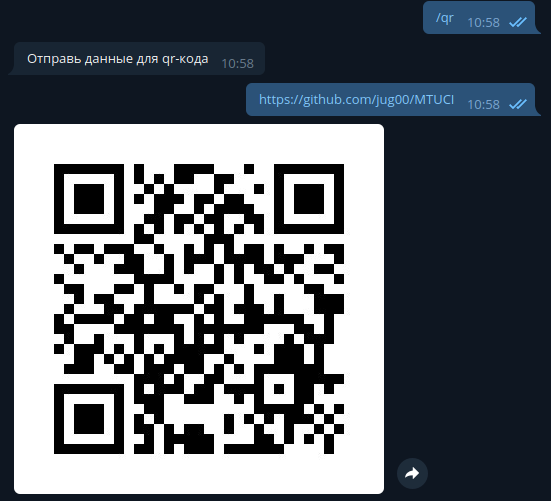 /qr 10:58
Отправь данные для qr-кода 10:58
https://github.com/jug00/MTUCI 10:58